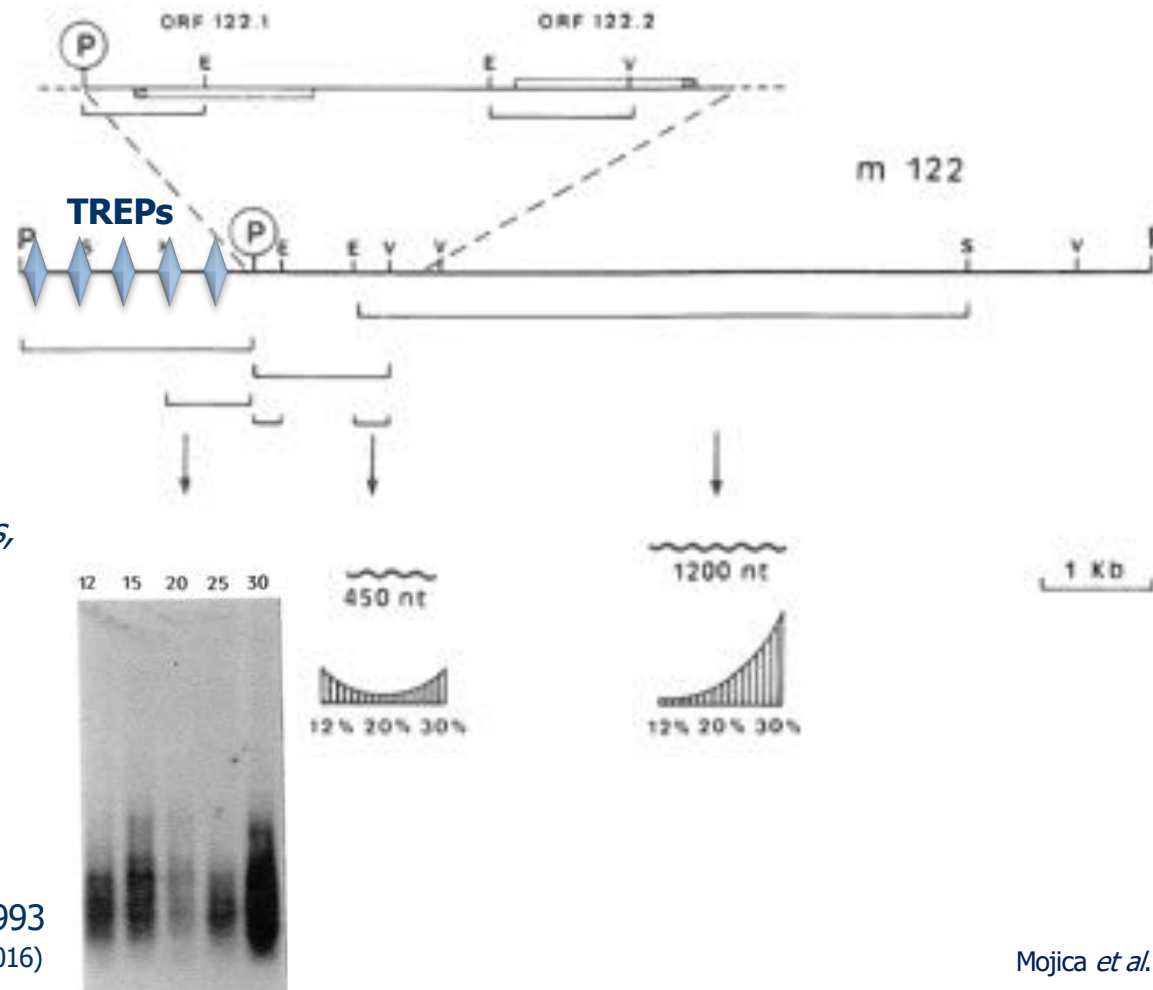 ORF 122.1 ORF 122.2
P
E E V
m 122
TREPs
P S P E E V V S V
s,
12 15 20 25 30
450 nt
1200 nt
1 Kb
12% 20% 30%
12% 20% 30%
993
016)
Mojica et al.